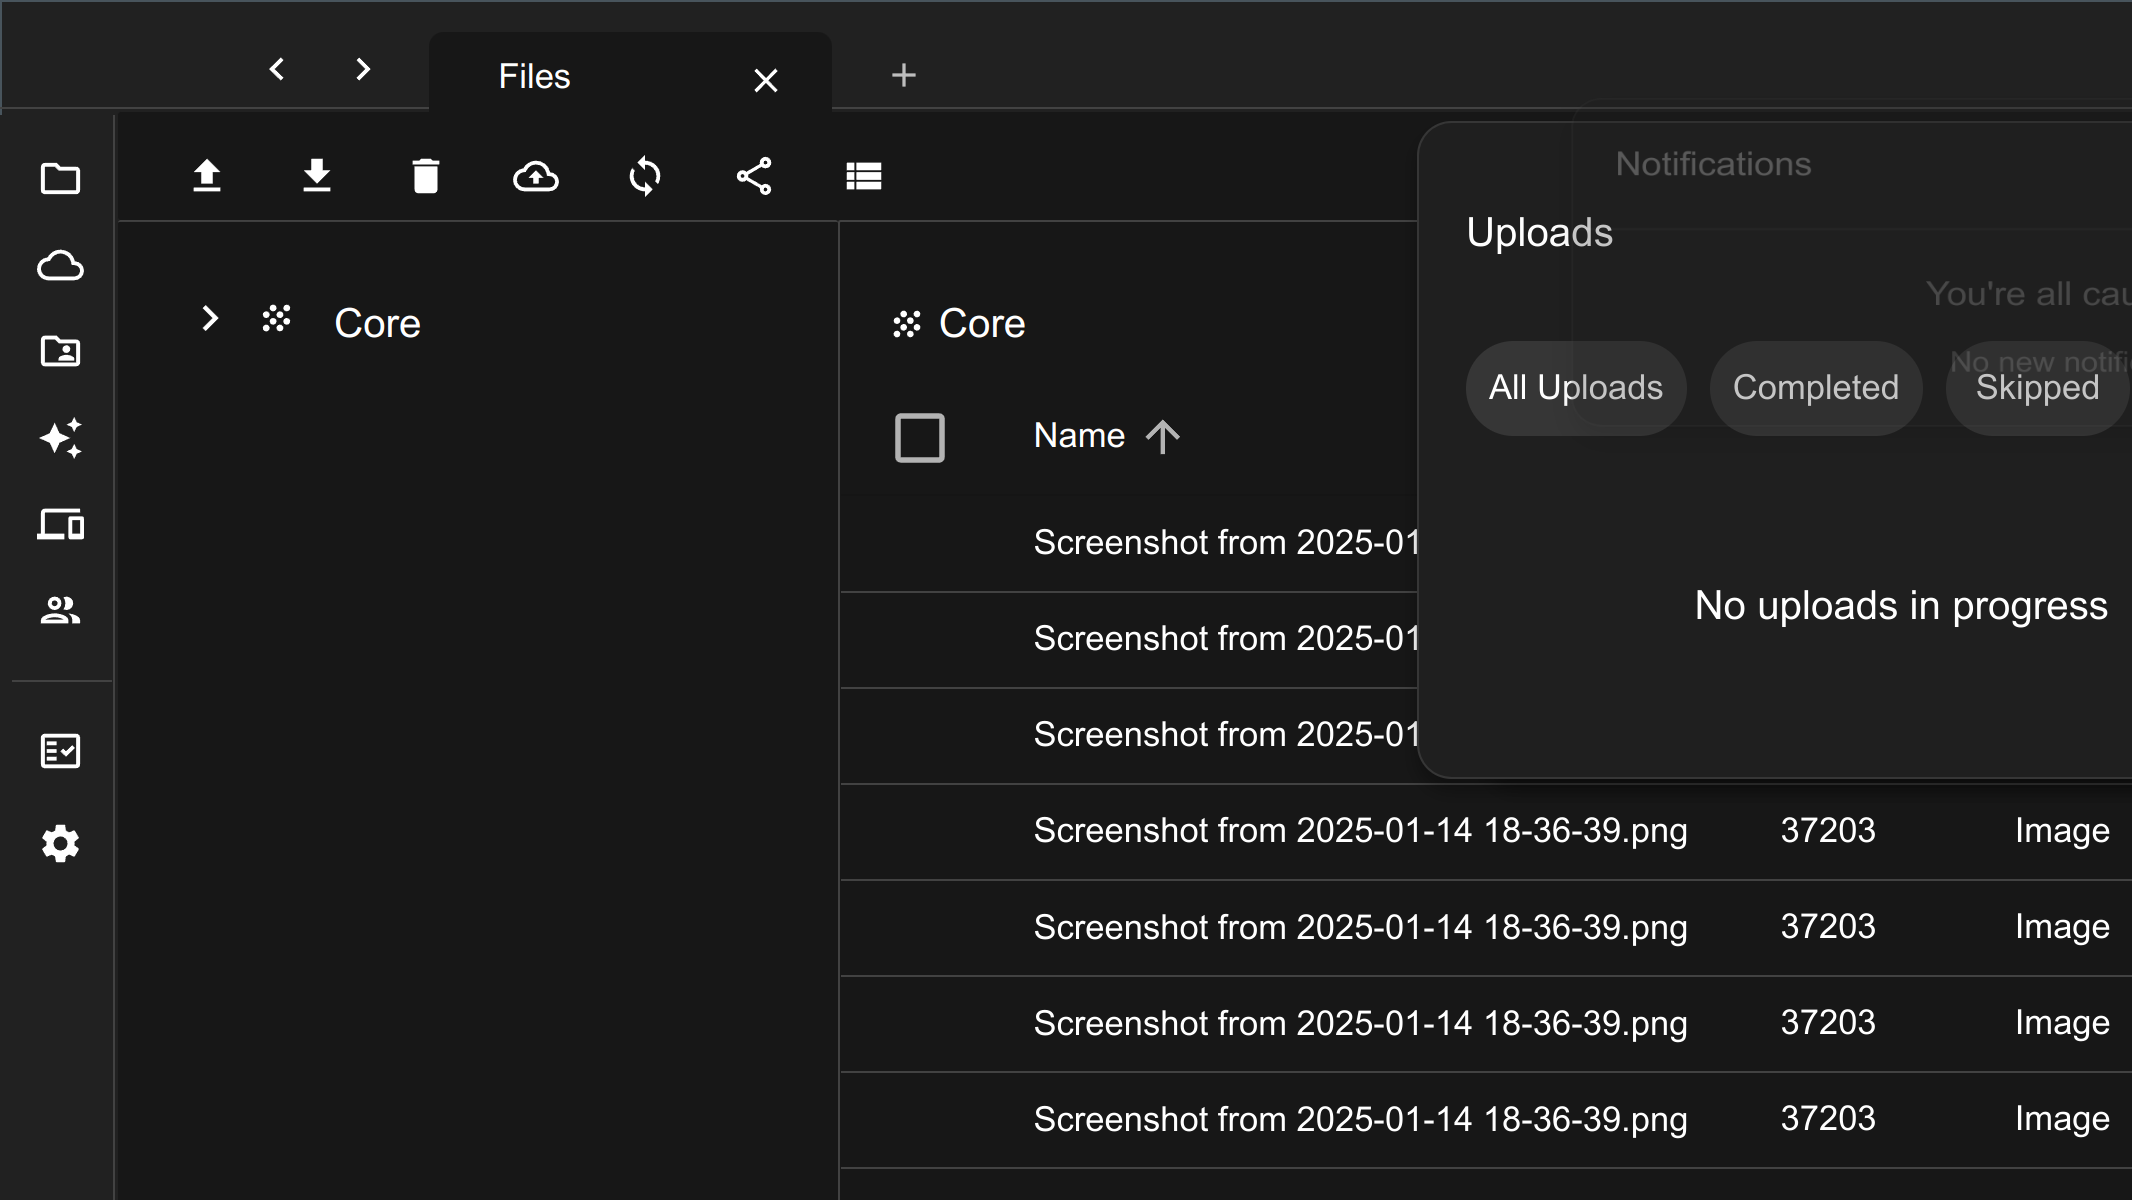 Files
Notifications
Uploads
You're all cau
Core
Core
No new notifi
All Uploads
Completed
Skipped
Name
Screenshot from 2025-01
No uploads in progress
Screenshot from 2025-01
Screenshot from 2025-01
Screenshot from 2025-01-14 18-36-39.png 37203 Image
Screenshot from 2025-01-14 18-36-39.png 37203 Image
Screenshot from 2025-01-14 18-36-39.png 37203 Image
Screenshot from 2025-01-14 18-36-39.png 37203 Image